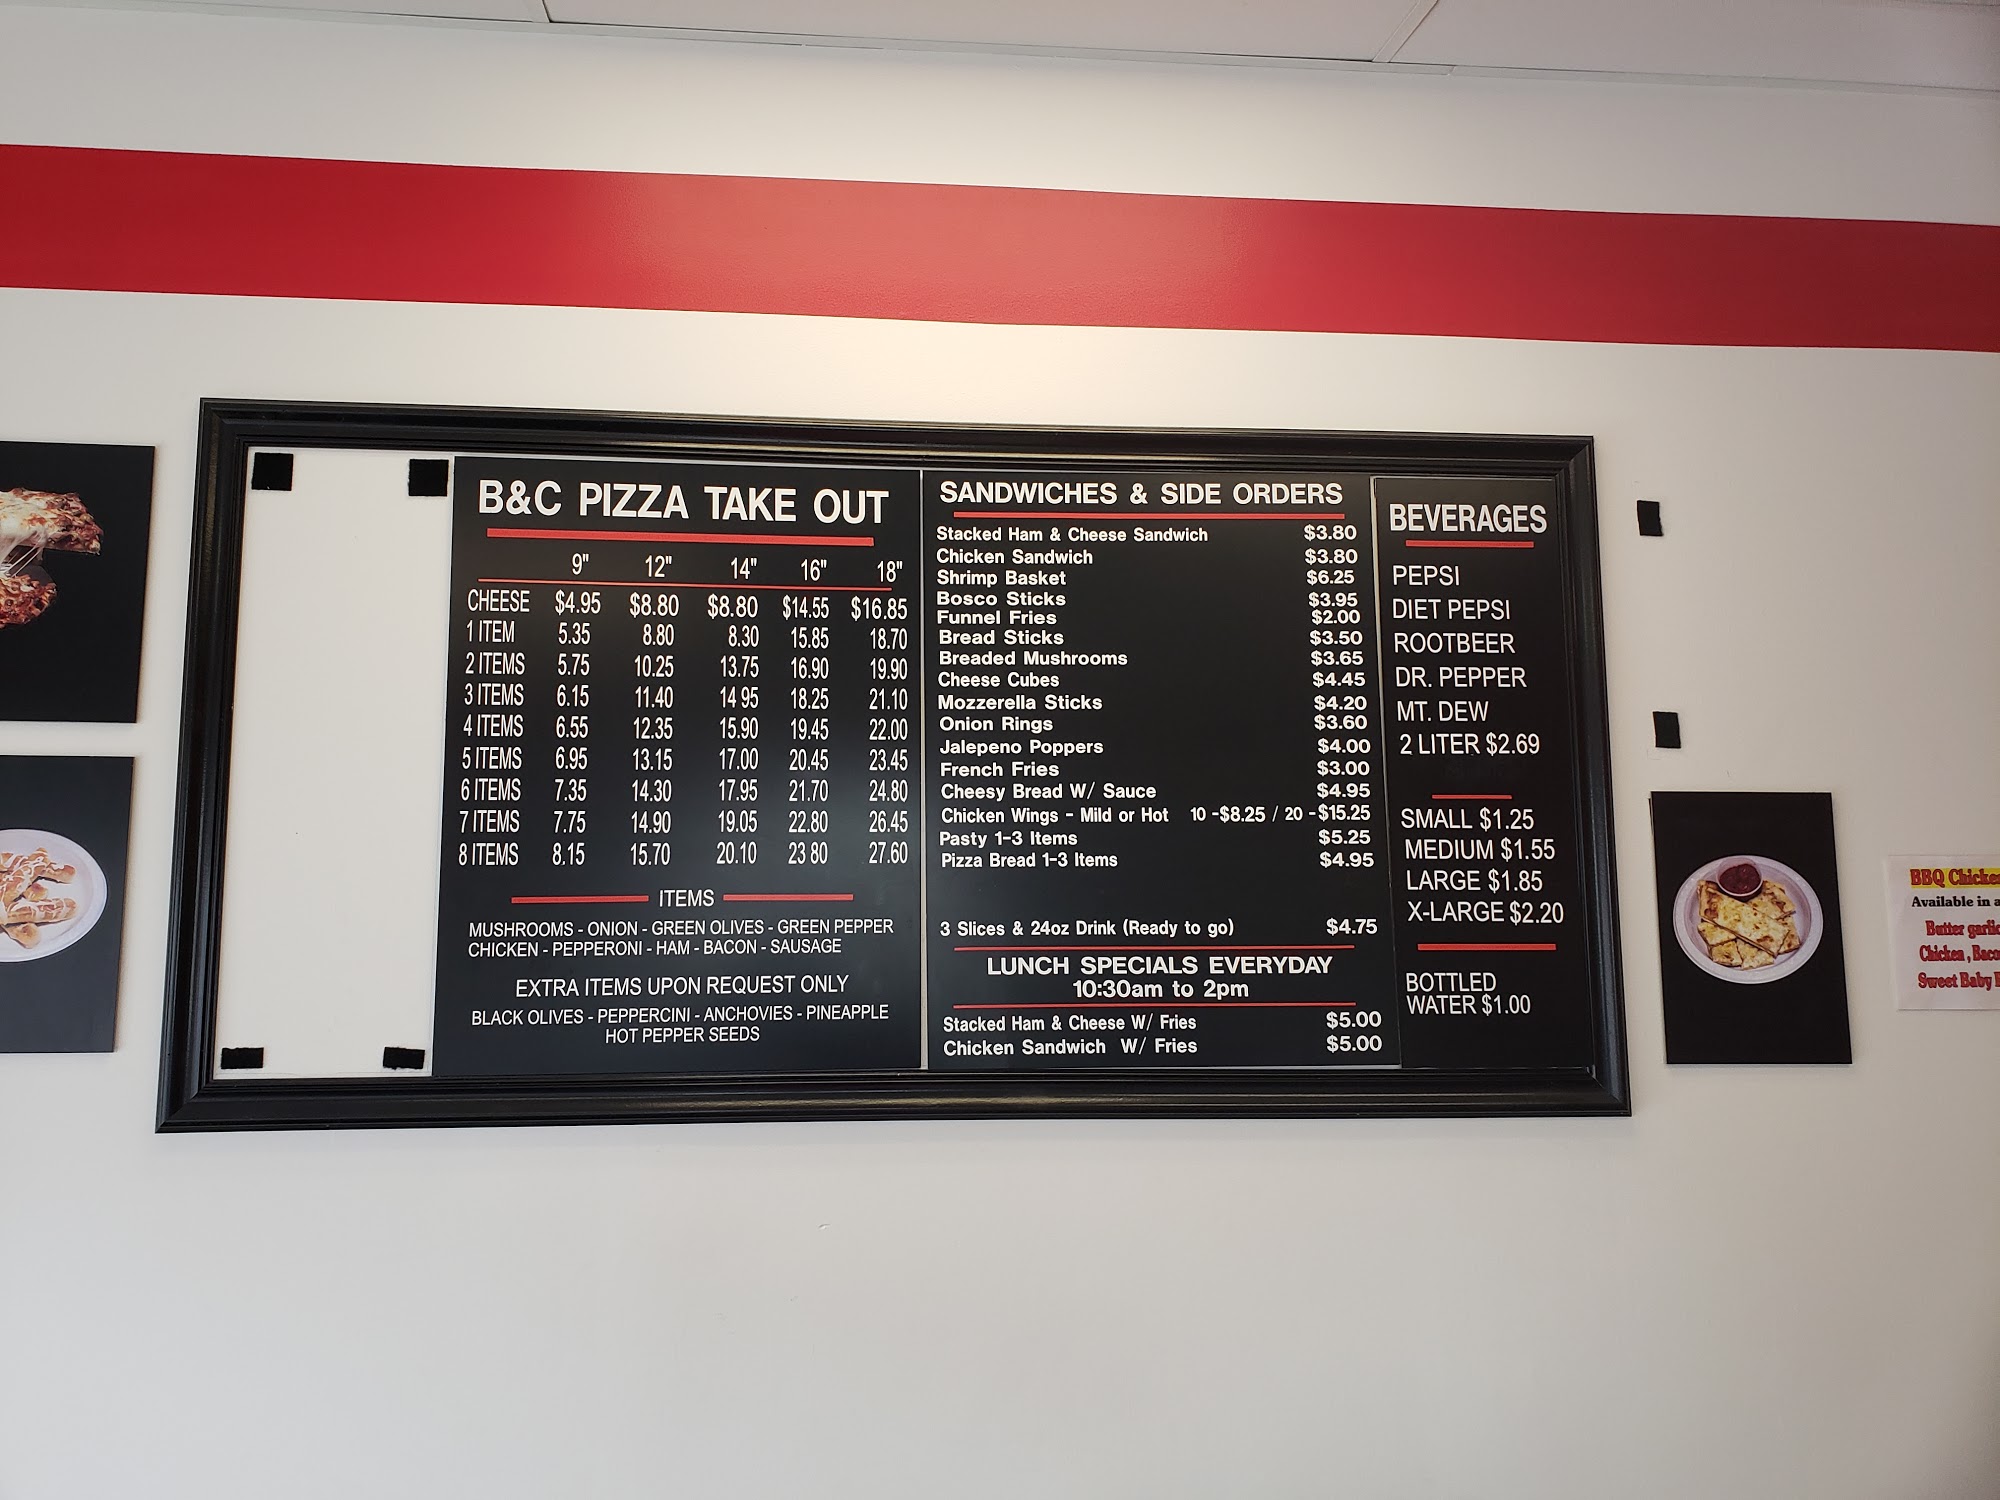 B&C PIZZA TAKE OUT
9" 12" 14" 16" 18"
CHEESE $4.95 $8.80 $8.80 $14.55 $16.85
1 ITEM 5.35 8.80 8.30 15.85 18.70
2 ITEMS 5.75 10.25 13.75 16.90 19.90
3 ITEMS 6.15 11.40 14 95 18.25 21.10
4 ITEMS 6.55 12.35 15.90 19.45 22.00
5 ITEMS 6.95 13.15 17.00 20.45 23.45
6 ITEMS 7.35 14.30 17.95 21.70 24.80
7 ITEMS 7.75 14.90 19.05 22.80 26.45
8 ITEMS 8.15 15.70 20.10 23 80 27.60
ITEMS
MUSHROOMS - ONION - GREEN OLIVES - GREEN PEPPER
CHICKEN - PEPPERONI - HAM - BACON - SAUSAGE
EXTRA ITEMS UPON REQUEST ONLY
BLACK OLIVES - PEPPERCINI - ANCHOVIES - PINEAPPLE
HOT PEPPER SEEDS
SANDWICHES & SIDE ORDERS
Stacked Ham & Cheese Sandwich $3.80
Chicken Sandwich $3.80
Shrimp Basket $6.25
Bosco Sticks $3.95
Funnel Fries $2.00
Bread Sticks $3.50
Breaded Mushrooms $3.65
Cheese Cubes $4.45
Mozzerella Sticks $4.20
Onion Rings $3.60
Jalepeno Poppers $4.00
French Fries $3.00
Cheesy Bread W/ Sauce $4.95
Chicken Wings - Mild or Hot 10 -$8.25 / 20 -$15.25
Pasty 1-3 Items $5.25
Pizza Bread 1-3 Items $4.95
3 Slices & 24oz Drink (Ready to go) $4.75
LUNCH SPECIALS EVERYDAY
10:30am to 2pm
Stacked Ham & Cheese W/ Fries $5.00
Chicken Sandwich W/ Fries $5.00
BEVERAGES
PEPSI
DIET PEPSI
ROOTBEER
DR. PEPPER
MT. DEW
2 LITER $2.69
SMALL $1.25
MEDIUM $1.55
LARGE $1.85
X-LARGE $2.20
BOTTLED
WATER $1.00
BBQ
Available in
Butter
Chicken,
Sweet Baby